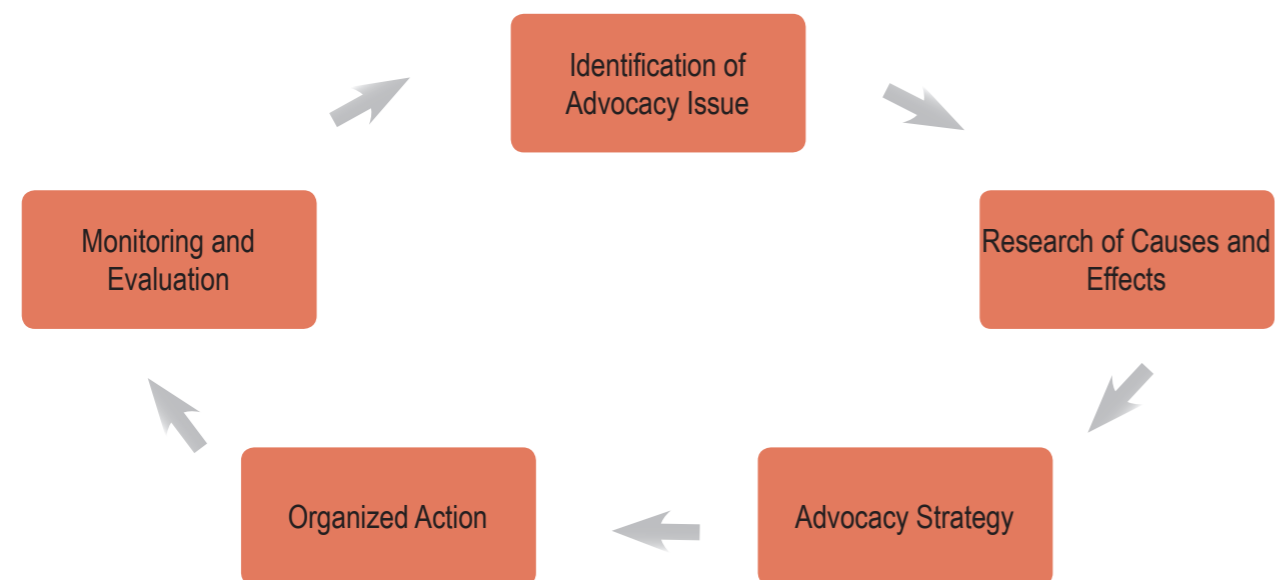 Identification of
Advocacy Issue
Research of Causes and
Effects
Advocacy Strategy
Organized Action
Monitoring and
Evaluation